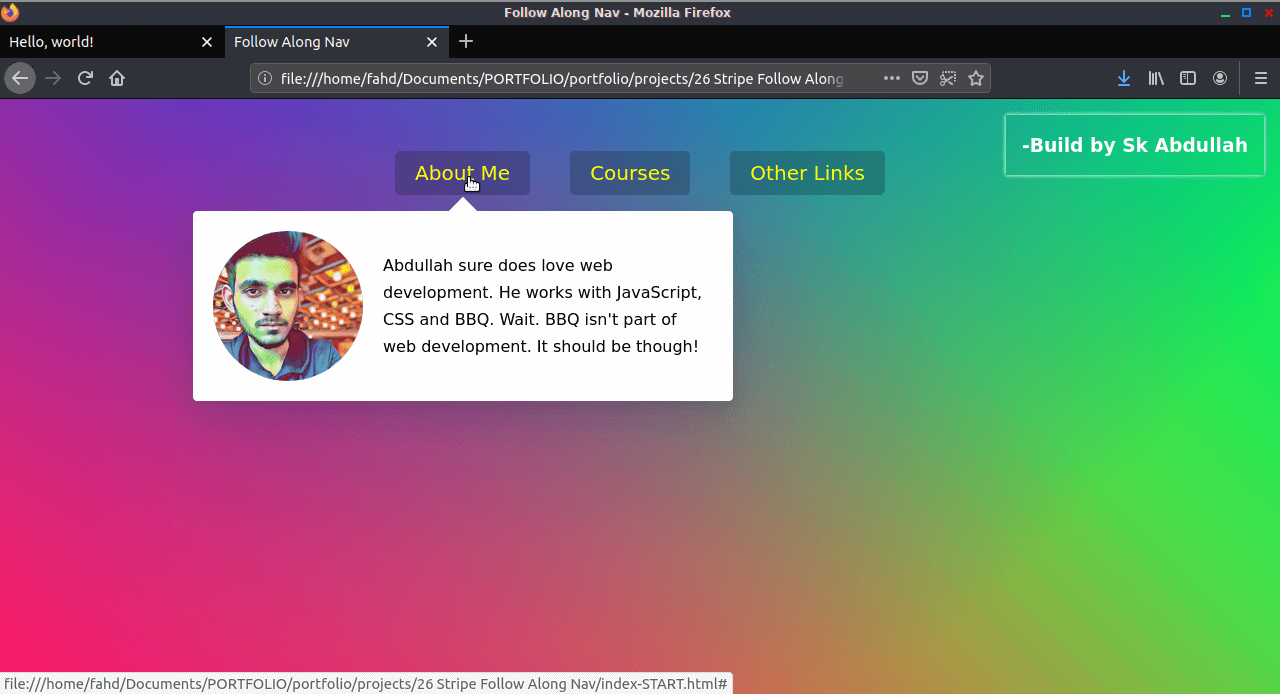 Follow Along Nav - Mozilla Firefox
Hello, world!
Follow Along Nav
file:///home/fahd/Documents/PORTFOLIO/portfolio/projects/26 Stripe Follow Along
-Build by Sk Abdullah
About Me
Courses
Other Links
Abdullah sure does love web
development. He works with JavaScript,
CSS and BBQ. Wait. BBQ isn't part of
web development. It should be though!
file:///home/fahd/Documents/PORTFOLIO/portfolio/projects/26 Stripe Follow Along Nav/index-START.html#